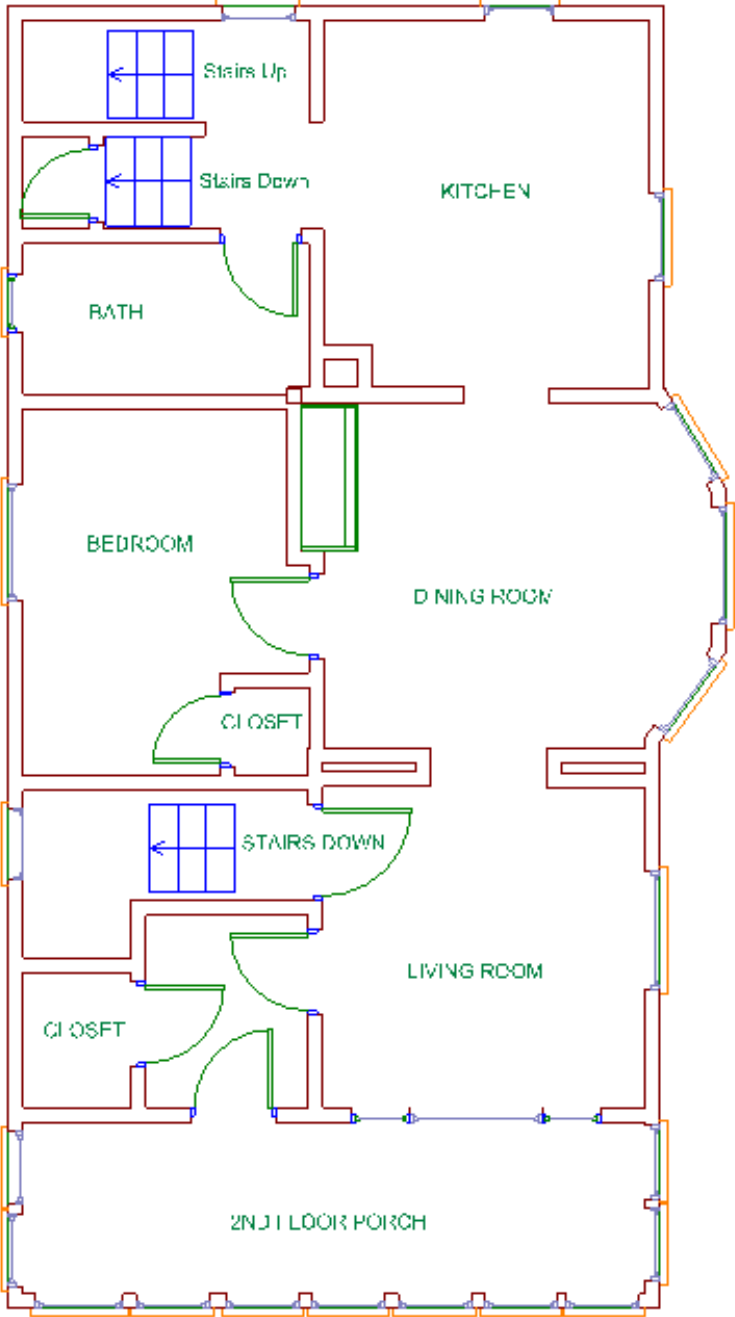 Stairs Up
Stairs Down
KITCHEN
BATH
BEDROOM
DINING ROOM
CLOSET
STAIRS DOWN
LIVING ROOM
CLOSET
2ND FLOOR PORCH